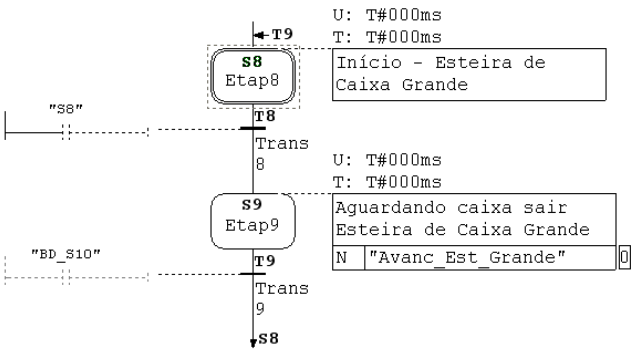 U: T#000ms
T9
T: T#000ms
S8
Etap8
Início - Esteira de
Caixa Grande
"S8"
T8
Trans
8
U: T#000ms
T: T#000ms
S9
Etap9
Aguardando caixa sair
Esteira de Caixa Grande
N "Avanc_Est_Grande" 0
"BD_S10"
T9
Trans
9
S8